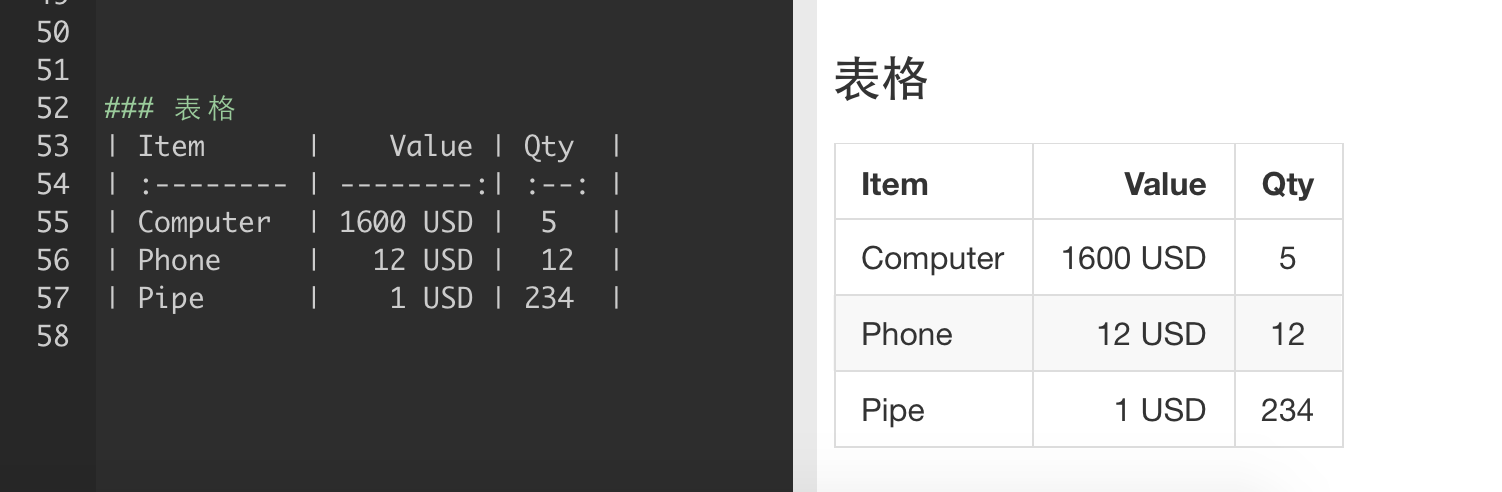 49
50
51
52 ### 表格
53 | Item      |    Value | Qty  |
54 | :-------- | --------:| :--: |
55 | Computer  | 1600 USD |  5   |
56 | Phone     |   12 USD |  12  |
57 | Pipe      |    1 USD | 234  |
58
表格
Item Value Qty
Computer 1600 USD 5
Phone 12 USD 12
Pipe 1 USD 234